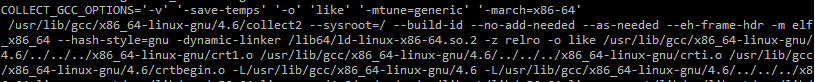 COLLECT_GCC_OPTIONS='-v' '-save-temps' '-o' 'like' '-mtune=generic' '-march=x86-64'
 /usr/lib/gcc/x86_64-linux-gnu/4.6/collect2 --sysroot=/ --build-id --no-add-needed --as-needed --eh-frame-hdr -m elf
_x86_64 --hash-style=gnu -dynamic-linker /lib64/ld-linux-x86-64.so.2 -z relro -o like /usr/lib/gcc/x86_64-linux-gnu/
4.6/../../../x86_64-linux-gnu/crt1.o /usr/lib/gcc/x86_64-linux-gnu/4.6/../../../x86_64-linux-gnu/crti.o /usr/lib/gcc
/x86_64-linux-gnu/4.6/crtbegin.o -L/usr/lib/gcc/x86_64-linux-gnu/4.6 -L/usr/lib/gcc/x86_64-linux-gnu/4.6/../../../x8